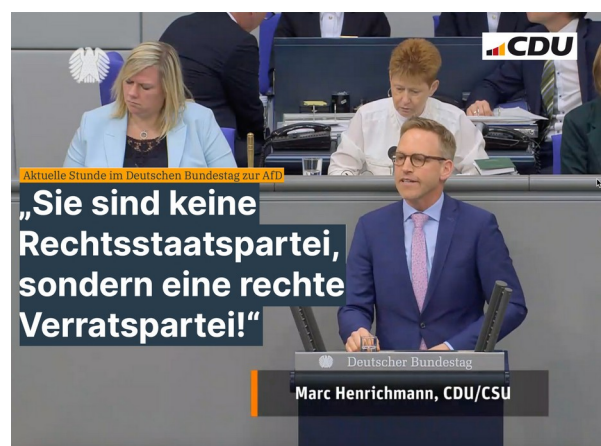 CDU
Aktuelle Stunde im Deutschen Bundestag zur AfD
„Sie sind keine
Rechtsstaatspartei,
sondern eine rechte
Verratspartei!“
Deutscher Bundestag
Marc Henrichmann, CDU/CSU